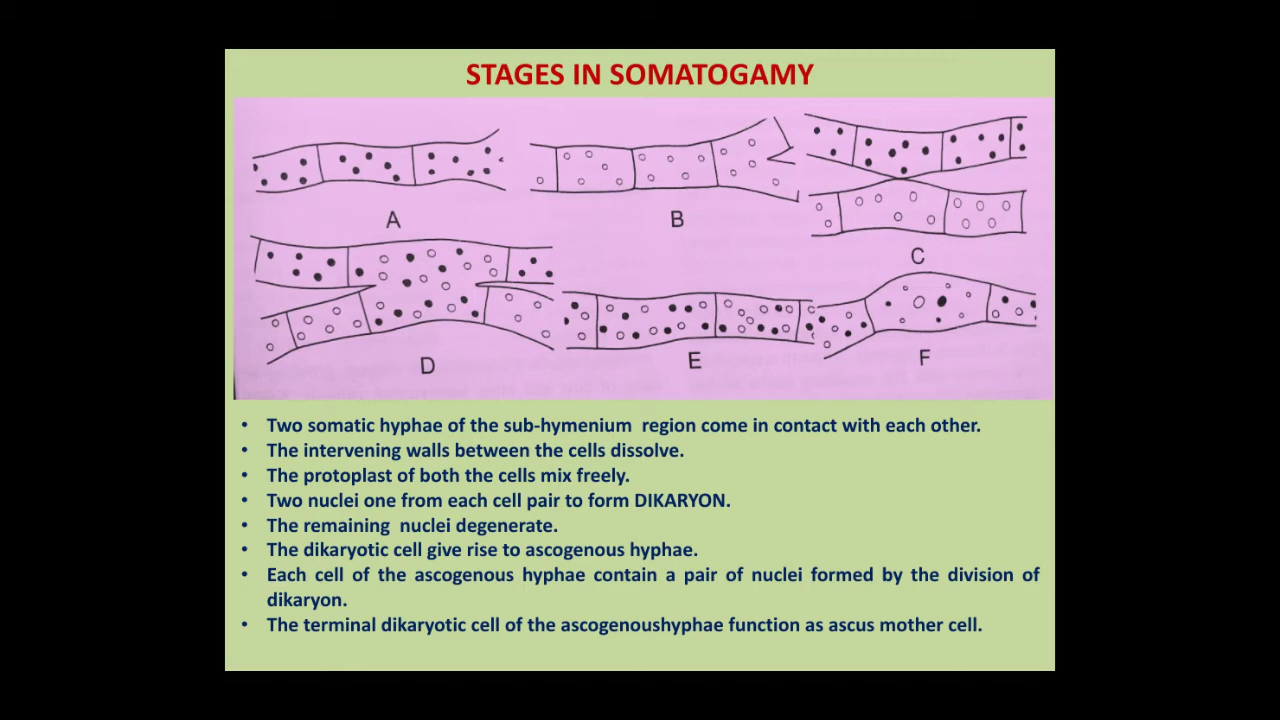 STAGES IN SOMATOGAMY
A
B
C
D
E
F
• Two somatic hyphae of the sub-hymenium region come in contact with each other.
• The intervening walls between the cells dissolve.
• The protoplast of both the cells mix freely.
• Two nuclei one from each cell pair to form DIKARYON.
• The remaining nuclei degenerate.
• The dikaryotic cell give rise to ascogenous hyphae.
• Each cell of the ascogenous hyphae contain a pair of nuclei formed by the division of
dikaryon.
• The terminal dikaryotic cell of the ascogenoushyphae function as ascus mother cell.